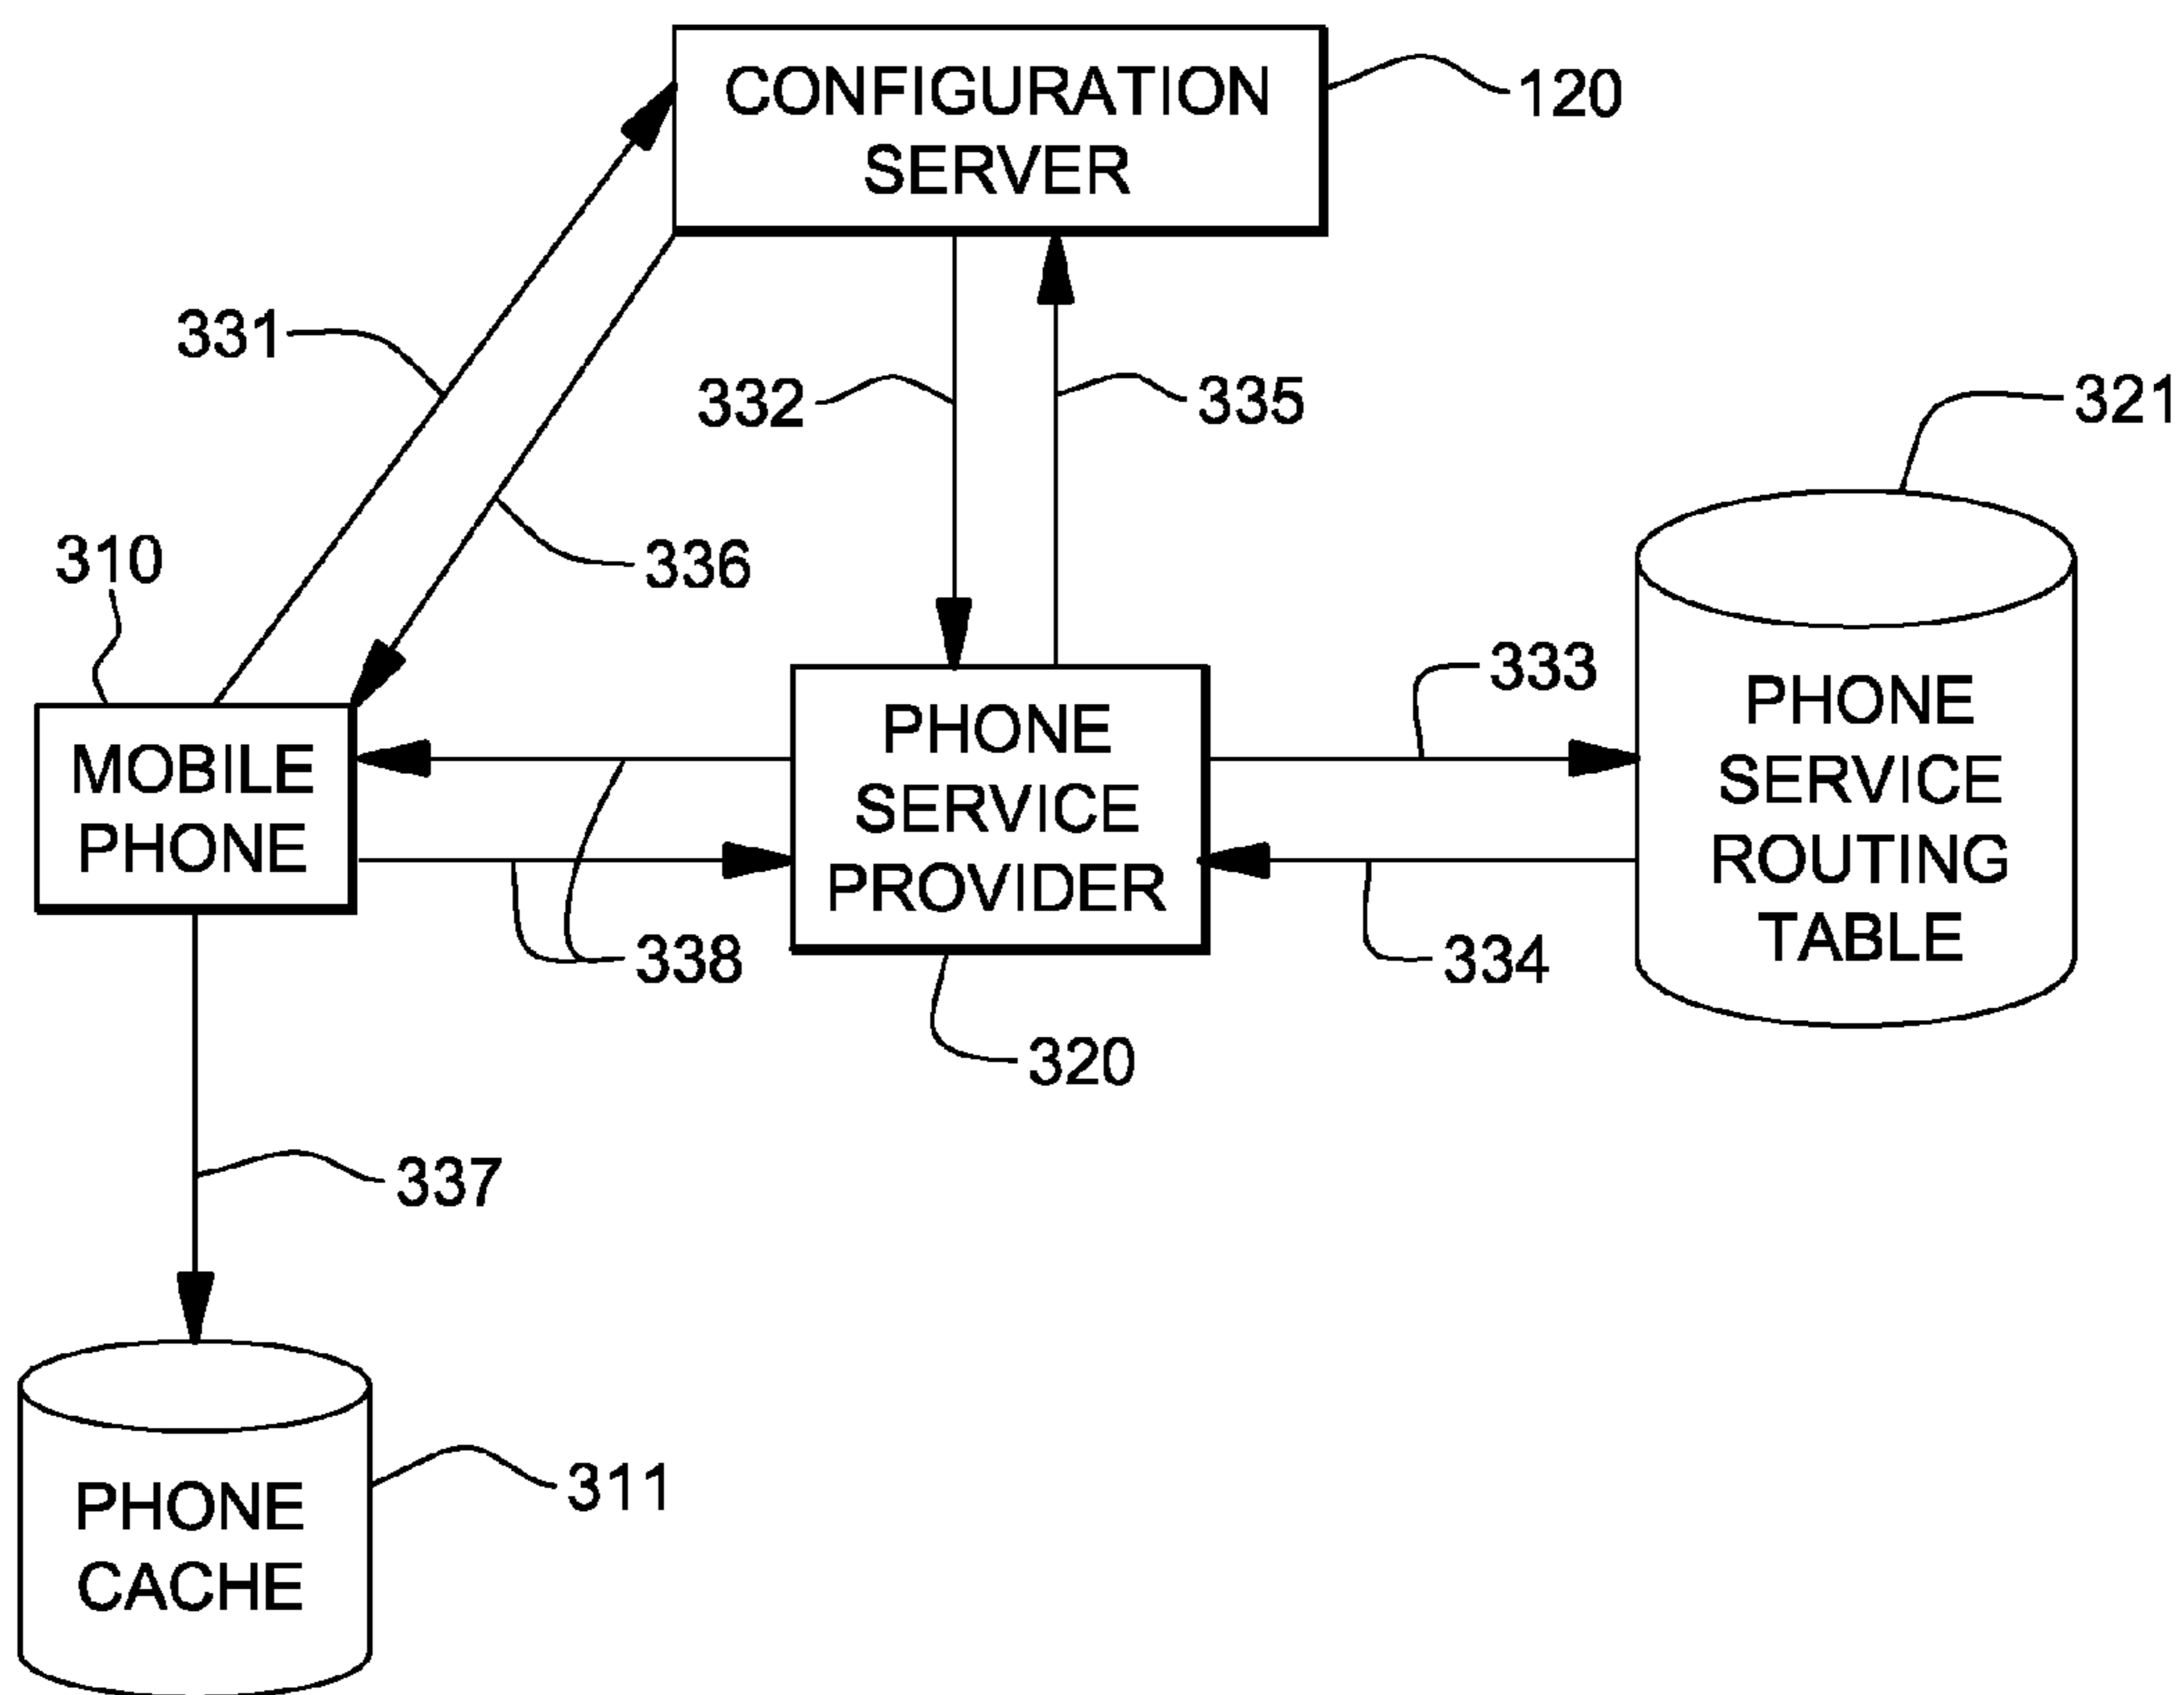 CONFIGURATION
SERVER
120
331
332
335
321
310
336
333
MOBILE
PHONE
PHONE
SERVICE
PROVIDER
PHONE
SERVICE
ROUTING
TABLE
338
334
320
337
311
PHONE
CACHE